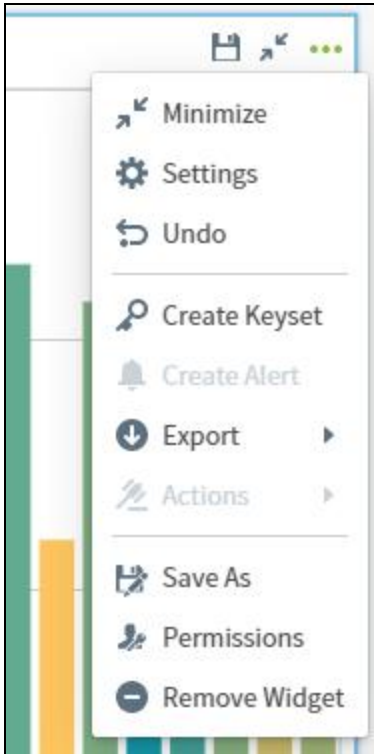 Minimize
Settings
Undo
Create Keyset
Create Alert
Export
Actions
Save As
Permissions
Remove Widget